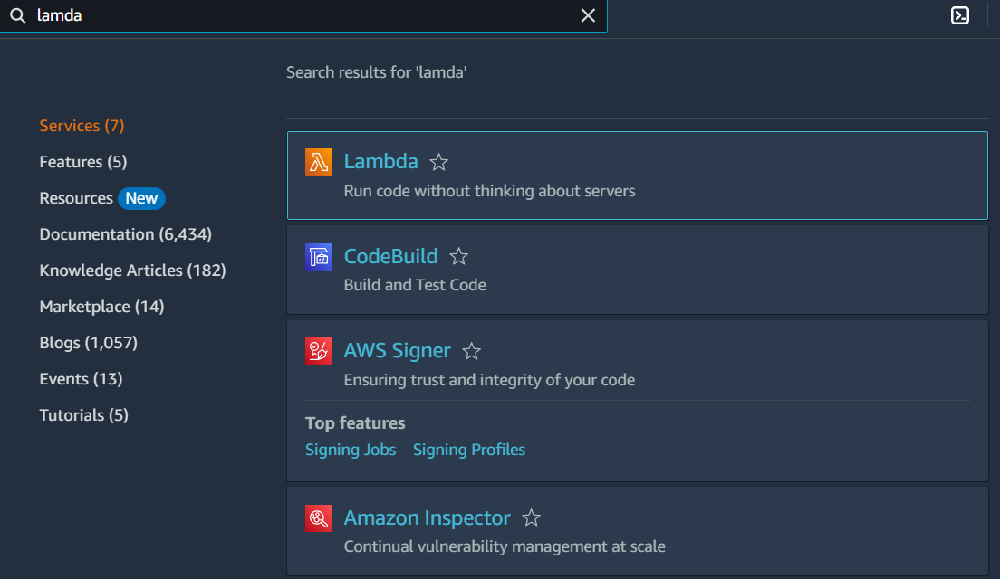 lamda
Search results for 'lamda'
Services (7)
Features (5)
Resources New
Documentation (6,434)
Knowledge Articles (182)
Marketplace (14)
Blogs (1,057)
Events (13)
Tutorials (5)
Lambda
Run code without thinking about servers
CodeBuild
Build and Test Code
AWS Signer
Ensuring trust and integrity of your code
Top features
Signing Jobs Signing Profiles
Amazon Inspector
Continual vulnerability management at scale